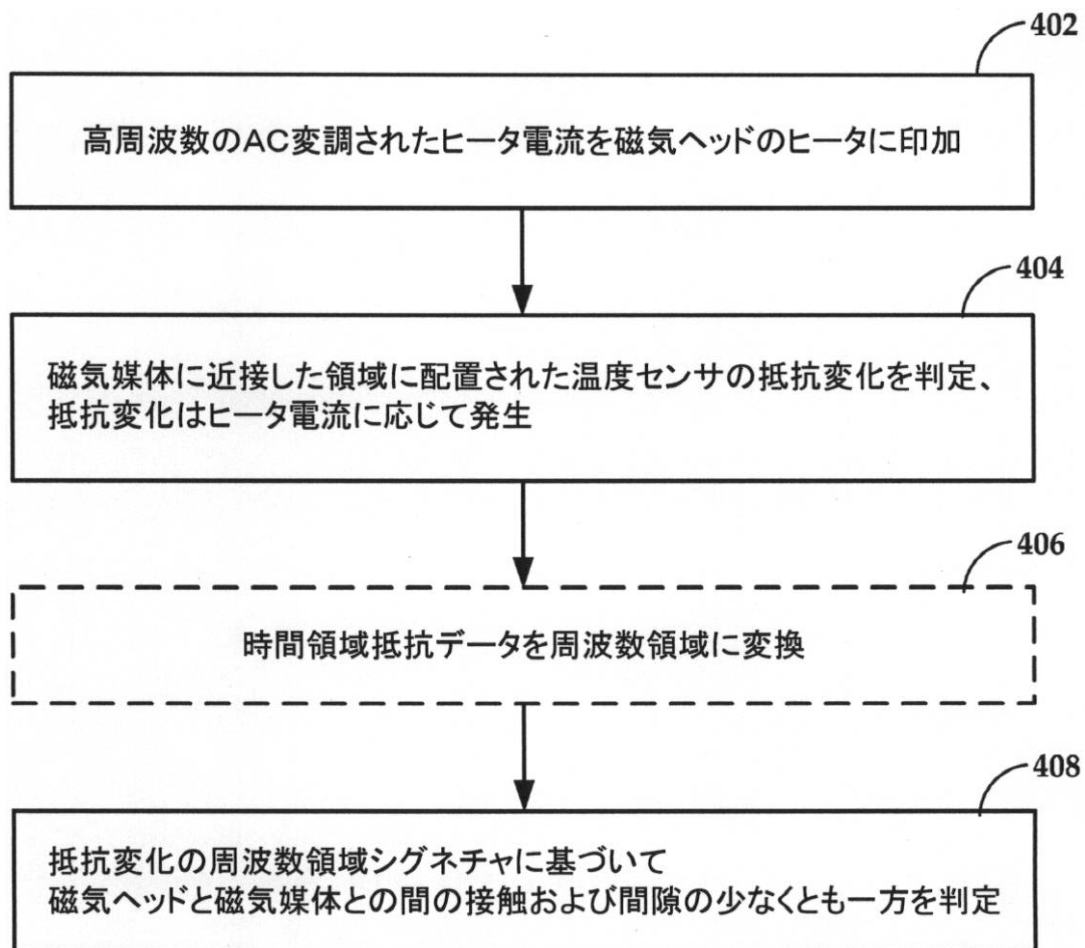 402
高周波数のAC変調されたヒータ電流を磁気ヘッドのヒータに印加
404
磁気媒体に近接した領域に配置された温度センサの抵抗変化を判定、
抵抗変化はヒータ電流に応じて発生
406
時間領域抵抗データを周波数領域に変換
408
抵抗変化の周波数領域シグネチャに基づいて
磁気ヘッドと磁気媒体との間の接触および間隙の少なくとも一方を判定